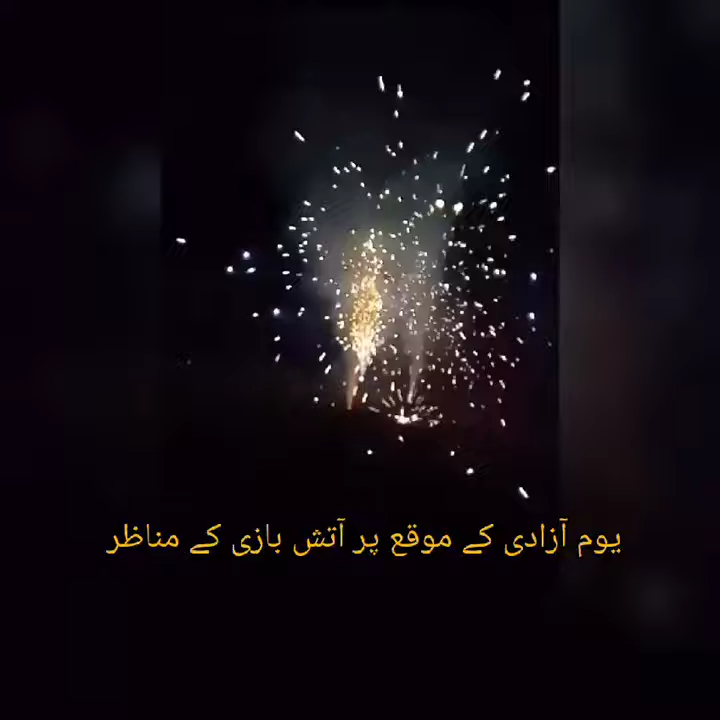 یوم آزادی کے موقع پر آتش بازی کے مناظر